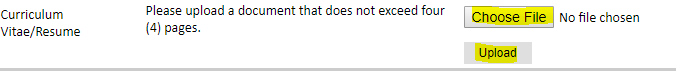 Curriculum
Vitae/Resume
Please upload a document that does not exceed four
(4) pages.
Choose File No file chosen
Upload